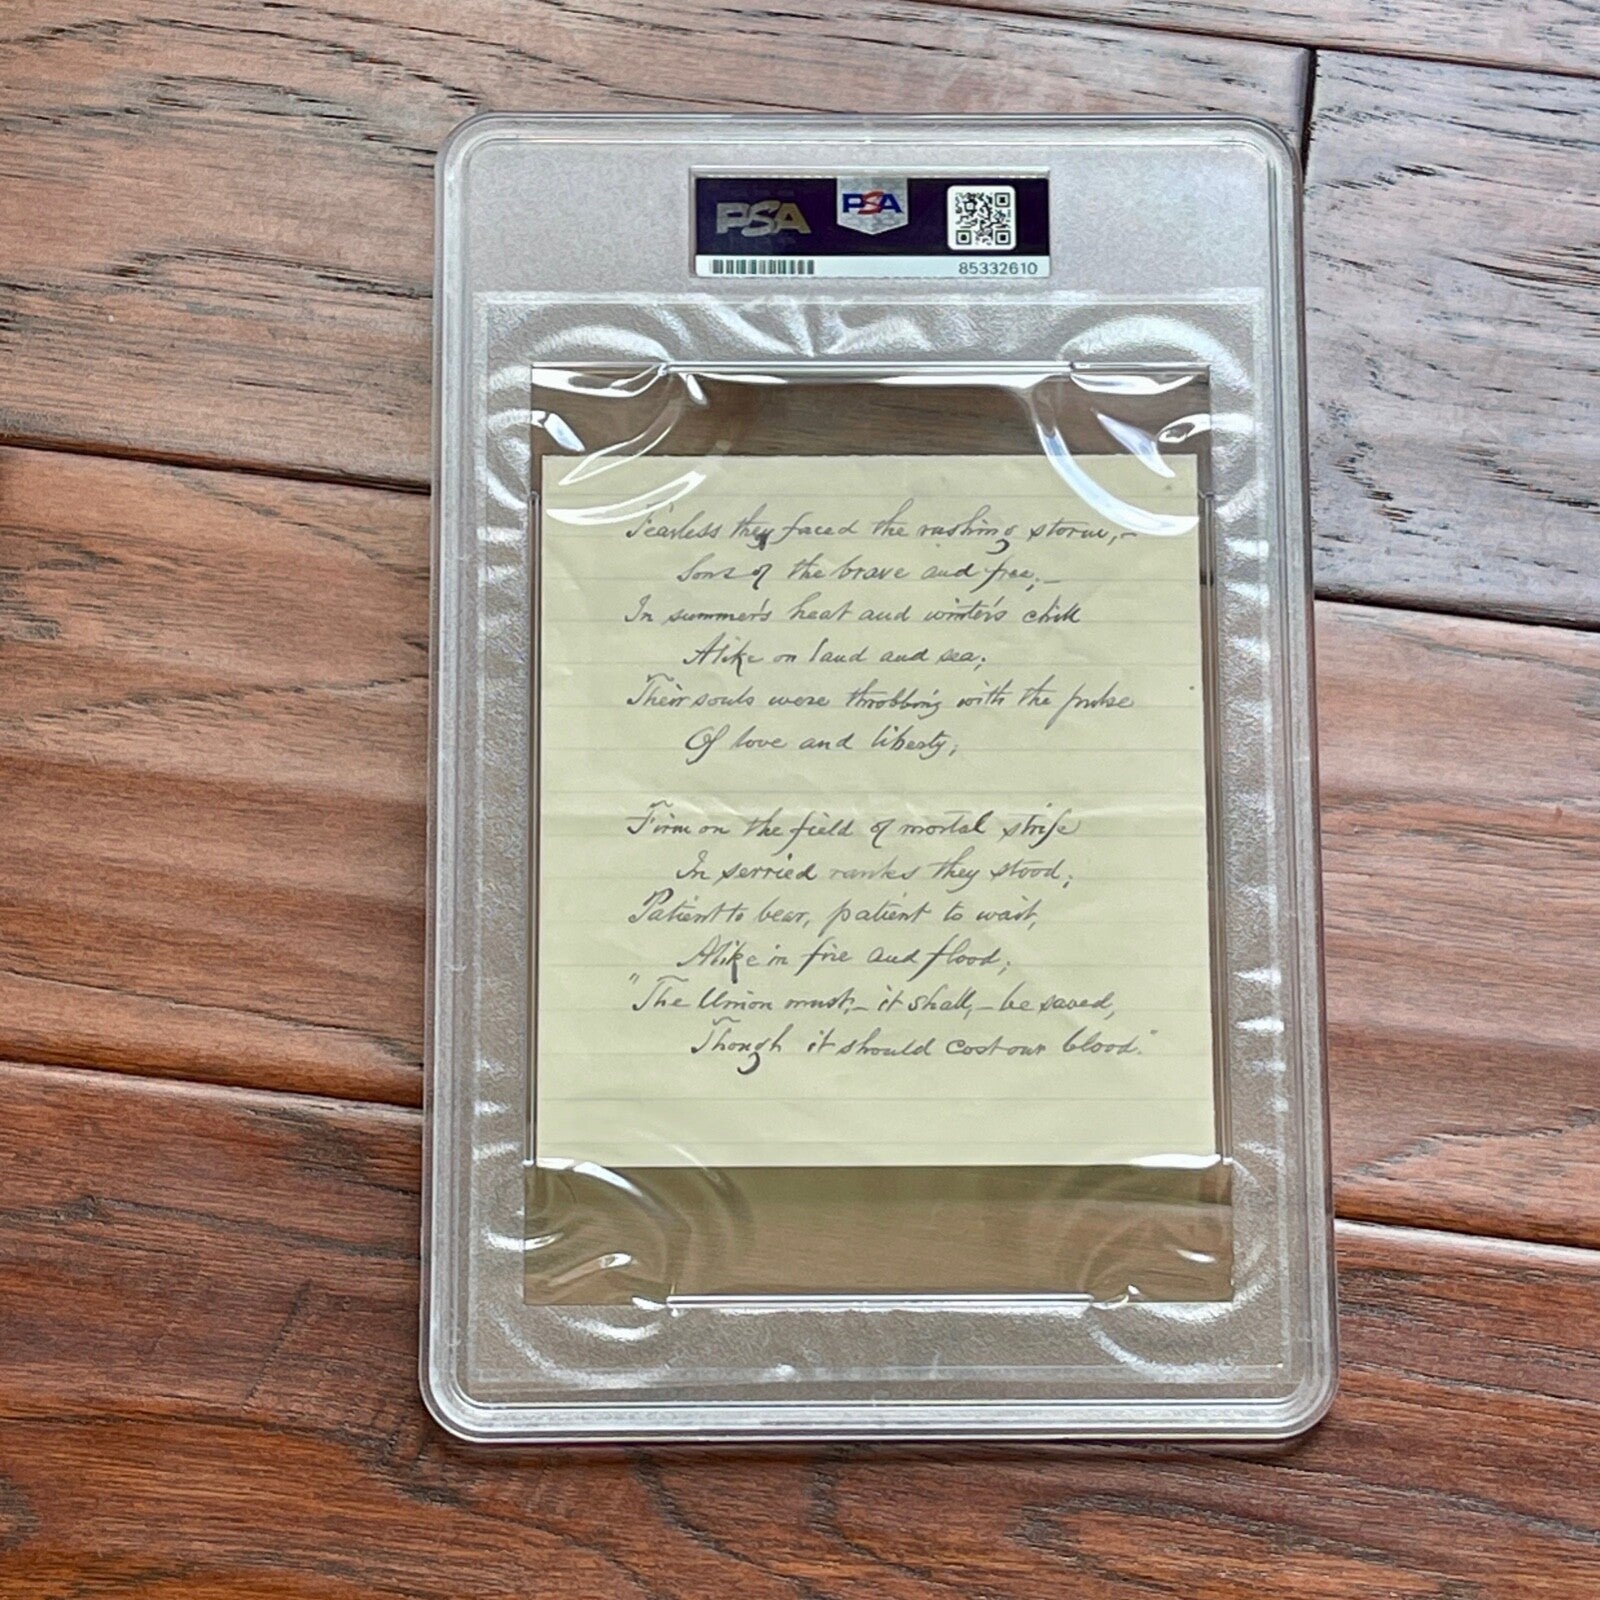 PSA
PSA
85332610
Fearless they faced the rushing storm,—
Sons of the brave and free,—
In summer's heat and winter's chill
Alike on land and sea;
Their souls were throbbing with the pulse
Of love and liberty;
Firm on the field of mortal strife
In serried ranks they stood;
Patient to bear, patient to wait,
Alike in fire and flood;
"The Union must,— it shall,— be saved,
Though it should cost our blood."